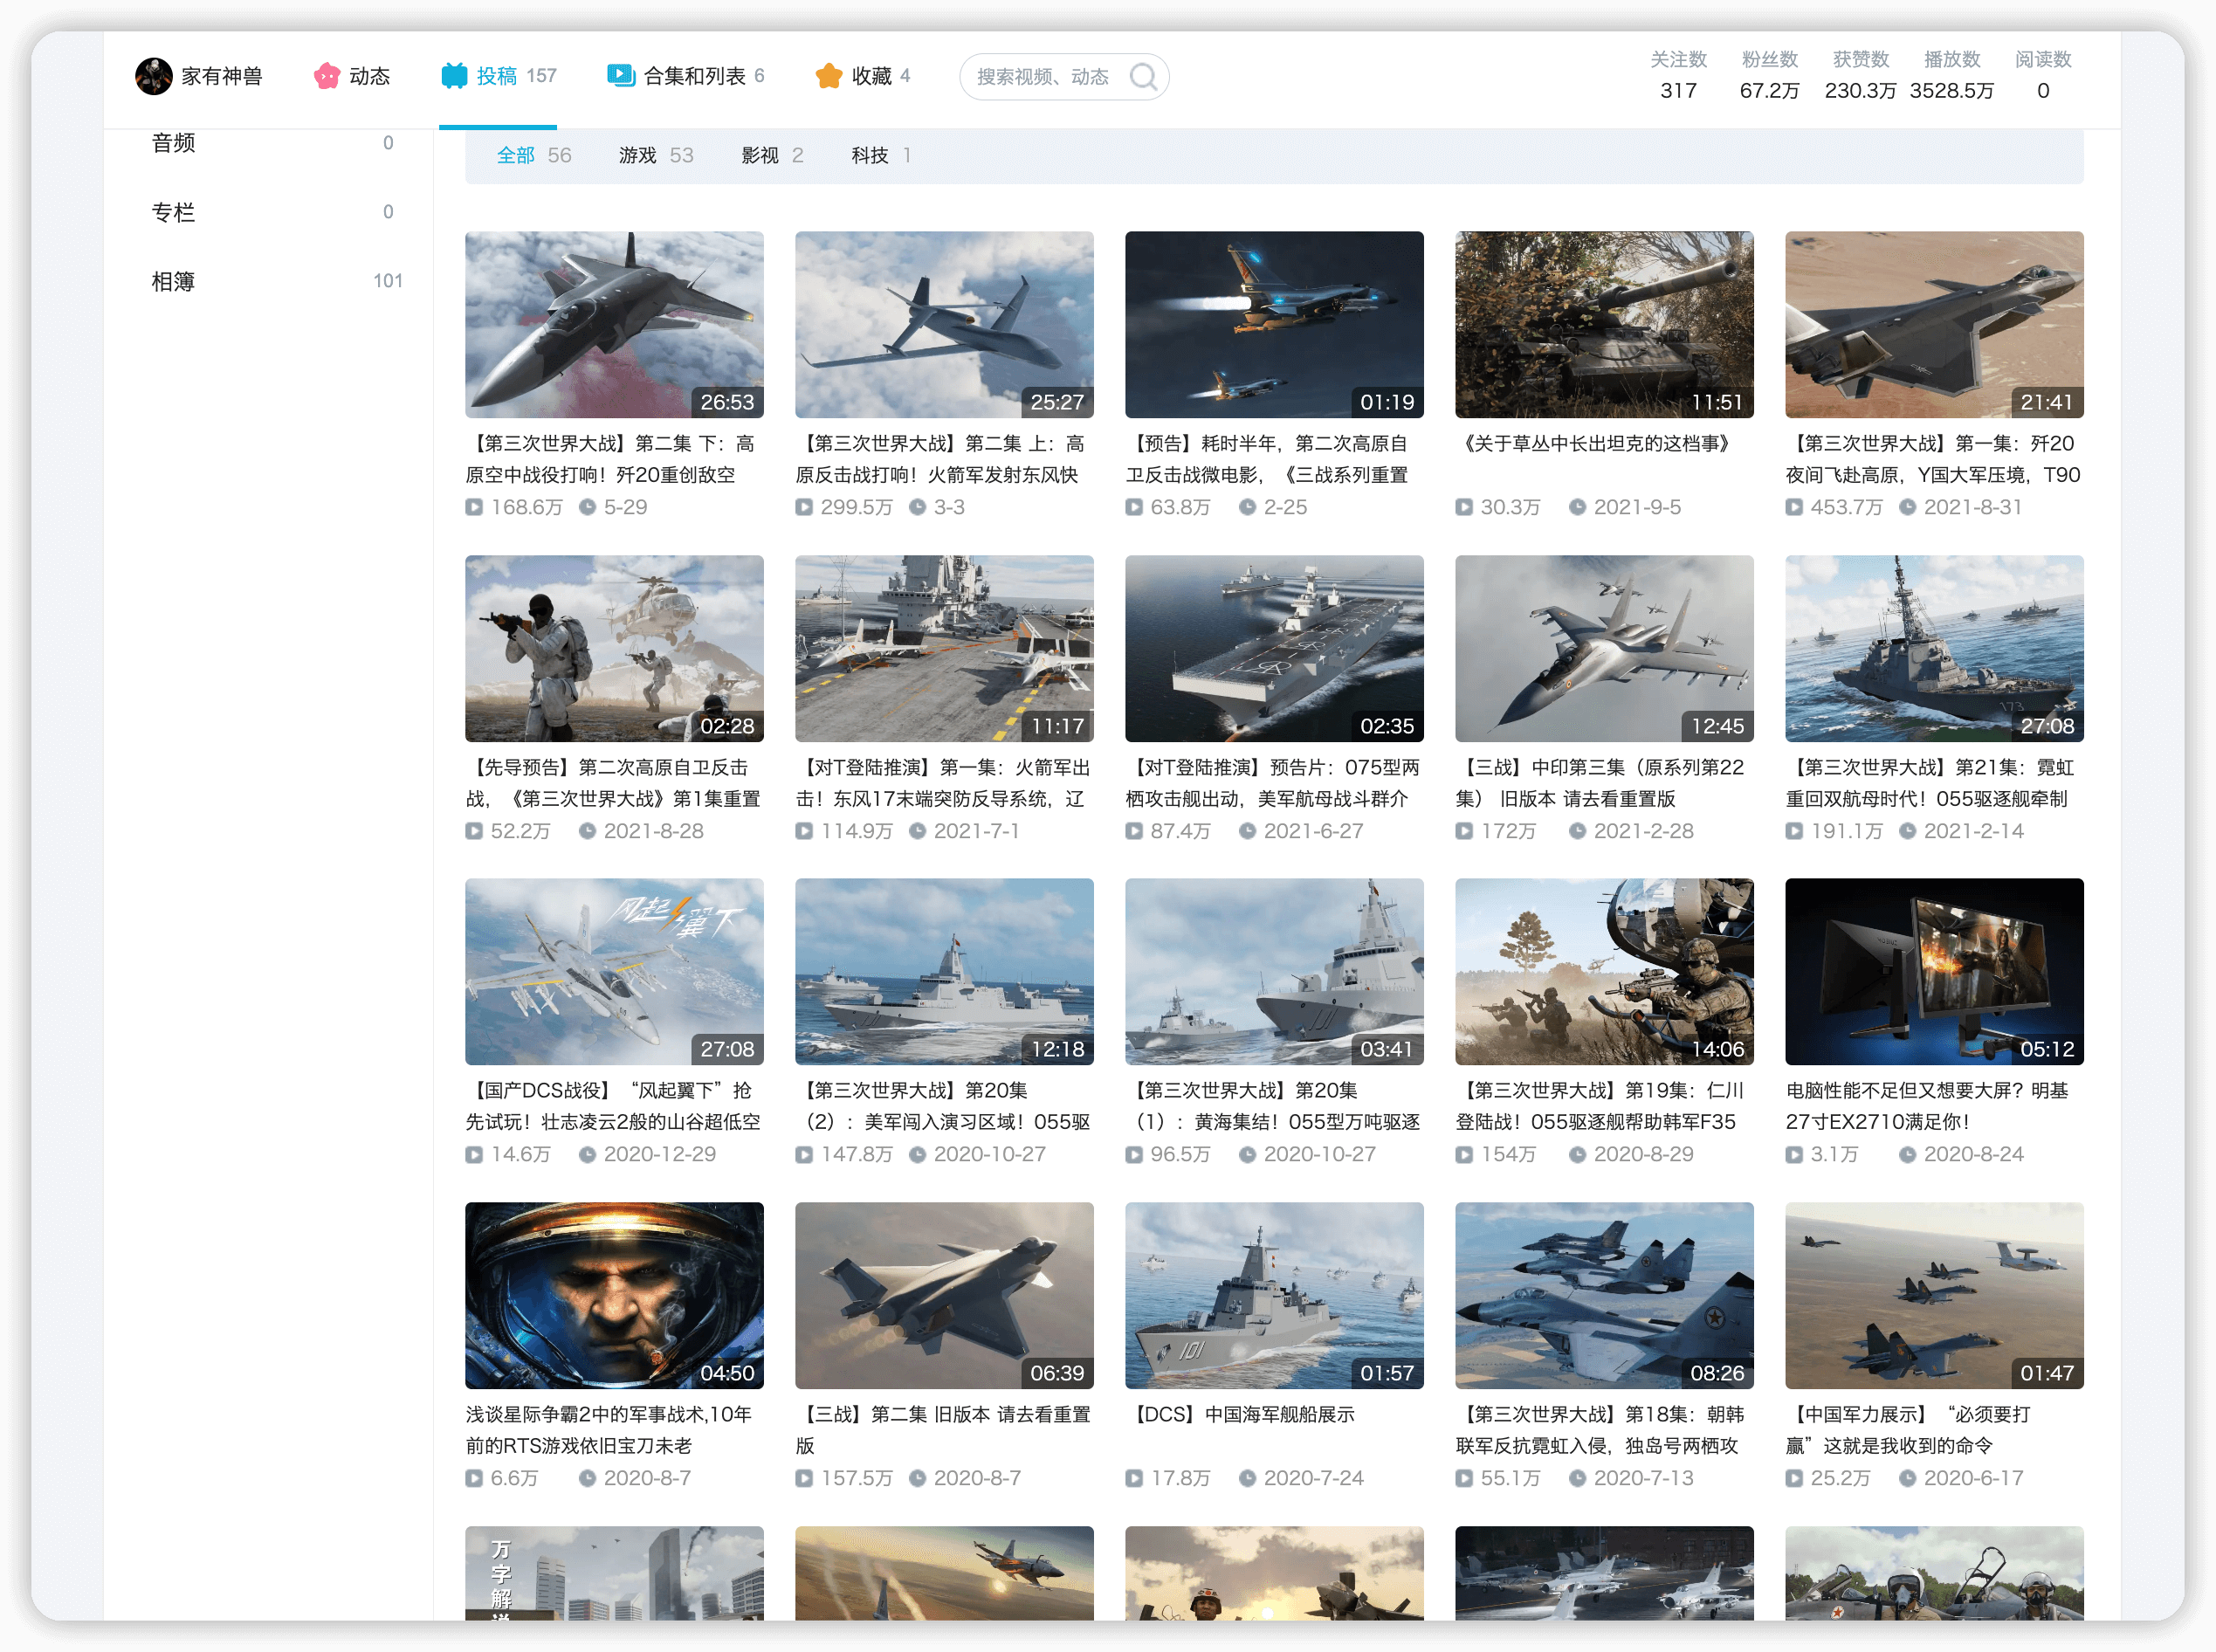 家有神兽 动态 投稿 157 合集和列表 6 收藏 4 搜索视频、动态
关注数 粉丝数 获赞数 播放数 阅读数
317 67.2万 230.3万 3528.5万 0
音频 0
专栏 0
相簿 101
全部 56 游戏 53 影视 2 科技 1
26:53
【第三次世界大战】第二集 下：高
原空中战役打响！歼20重创敌空
168.6万 5-29
25:27
【第三次世界大战】第二集 上：高
原反击战打响！火箭军发射东风快
299.5万 3-3
01:19
【预告】耗时半年，第二次高原自
卫反击战微电影，《三战系列重置
63.8万 2-25
11:51
《关于草丛中长出坦克的这档事》
30.3万 2021-9-5
21:41
【第三次世界大战】第一集：歼20
夜间飞赴高原，Y国大军压境，T90
453.7万 2021-8-31
02:28
【先导预告】第二次高原自卫反击
战，《第三次世界大战》第1集重置
52.2万 2021-8-28
11:17
【对T登陆推演】第一集：火箭军出
击！东风17末端突防反导系统，辽
114.9万 2021-7-1
02:35
【对T登陆推演】预告片：075型两
栖攻击舰出动，美军航母战斗群介
87.4万 2021-6-27
12:45
【三战】中印第三集（原系列第22
集） 旧版本 请去看重置版
172万 2021-2-28
173
27:08
【第三次世界大战】第21集：霓虹
重回双航母时代！055驱逐舰牵制
191.1万 2021-2-14
风起翼下
27:08
【国产DCS战役】“风起翼下”抢
先试玩！壮志凌云2般的山谷超低空
14.6万 2020-12-29
12:18
【第三次世界大战】第20集
（2）：美军闯入演习区域！055驱
147.8万 2020-10-27
101
03:41
【第三次世界大战】第20集
（1）：黄海集结！055型万吨驱逐
96.5万 2020-10-27
14:06
【第三次世界大战】第19集：仁川
登陆战！055驱逐舰帮助韩军F35
154万 2020-8-29
05:12
电脑性能不足但又想要大屏？明基
27寸EX2710满足你！
3.1万 2020-8-24
04:50
浅谈星际争霸2中的军事战术,10年
前的RTS游戏依旧宝刀未老
6.6万 2020-8-7
06:39
【三战】第二集 旧版本 请去看重置
版
157.5万 2020-8-7
101
01:57
【DCS】中国海军舰船展示
17.8万 2020-7-24
08:26
【第三次世界大战】第18集：朝韩
联军反抗霓虹入侵，独岛号两栖攻
55.1万 2020-7-13
01:47
【中国军力展示】“必须要打
赢”这就是我收到的命令
25.2万 2020-6-17
万字解